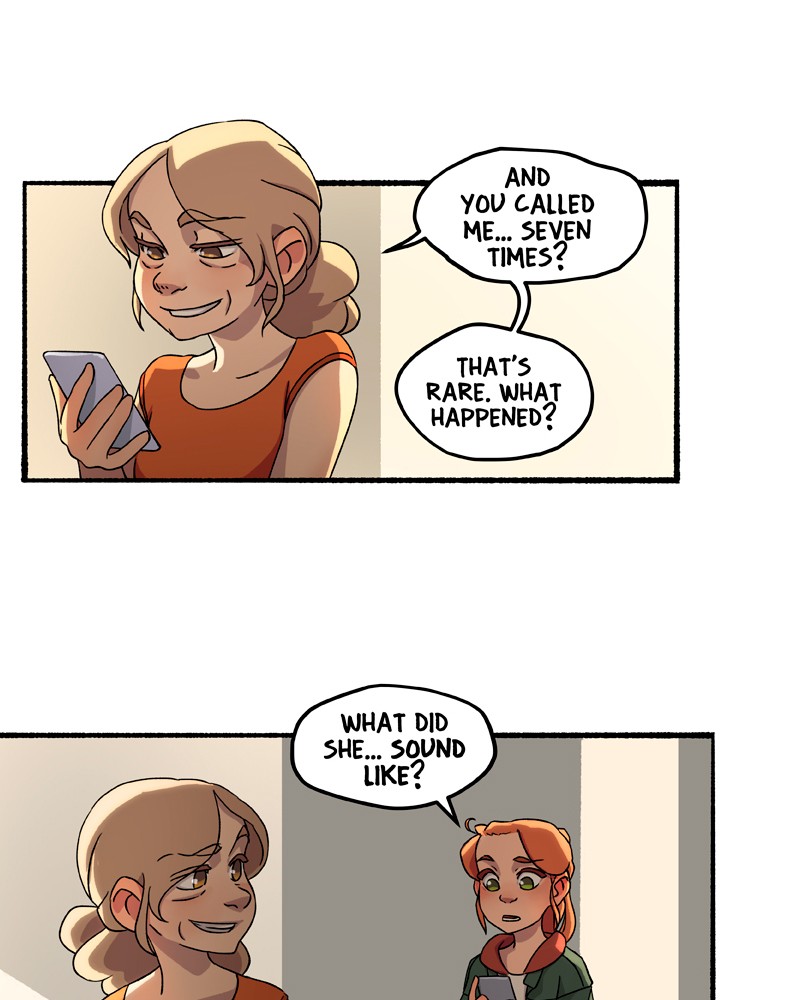 AND
YOU CALLED
ME... SEVEN
TIMES?
THAT'S
RARE. WHAT
HAPPENED?
WHAT DID
SHE... SOUND
LIKE?